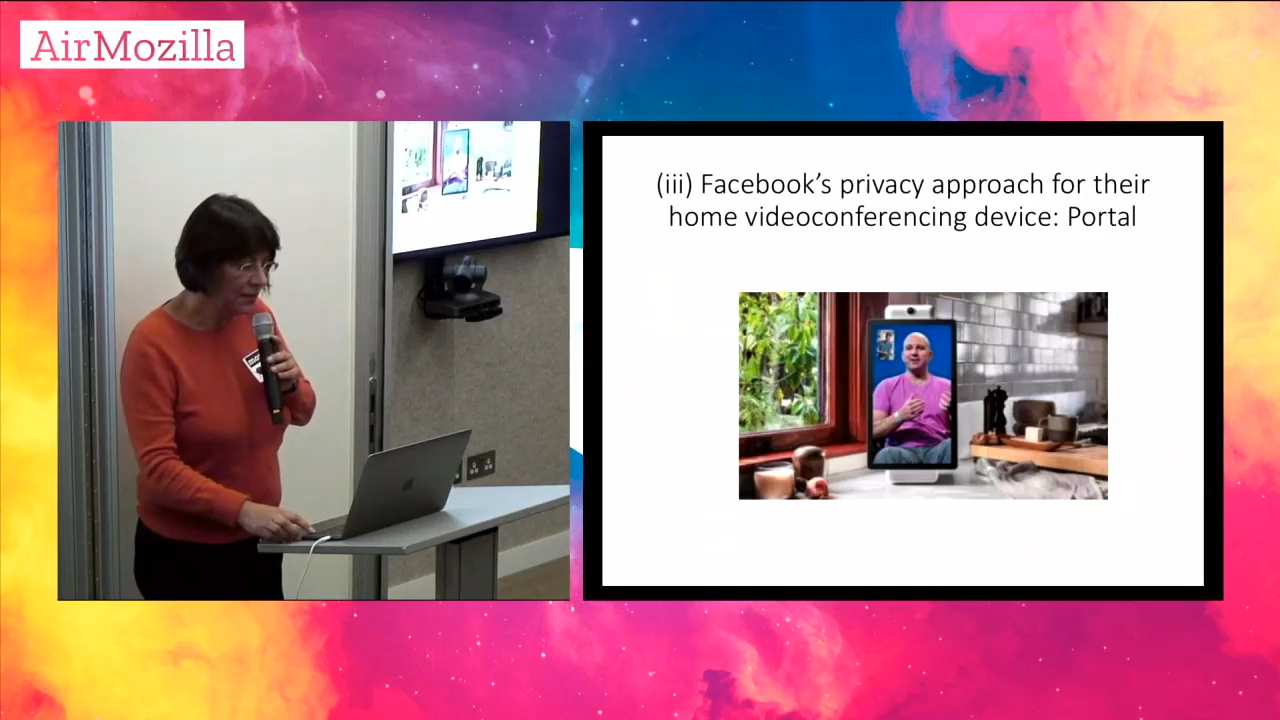 AirMozilla
(iii) Facebook’s privacy approach for their
home videoconferencing device: Portal